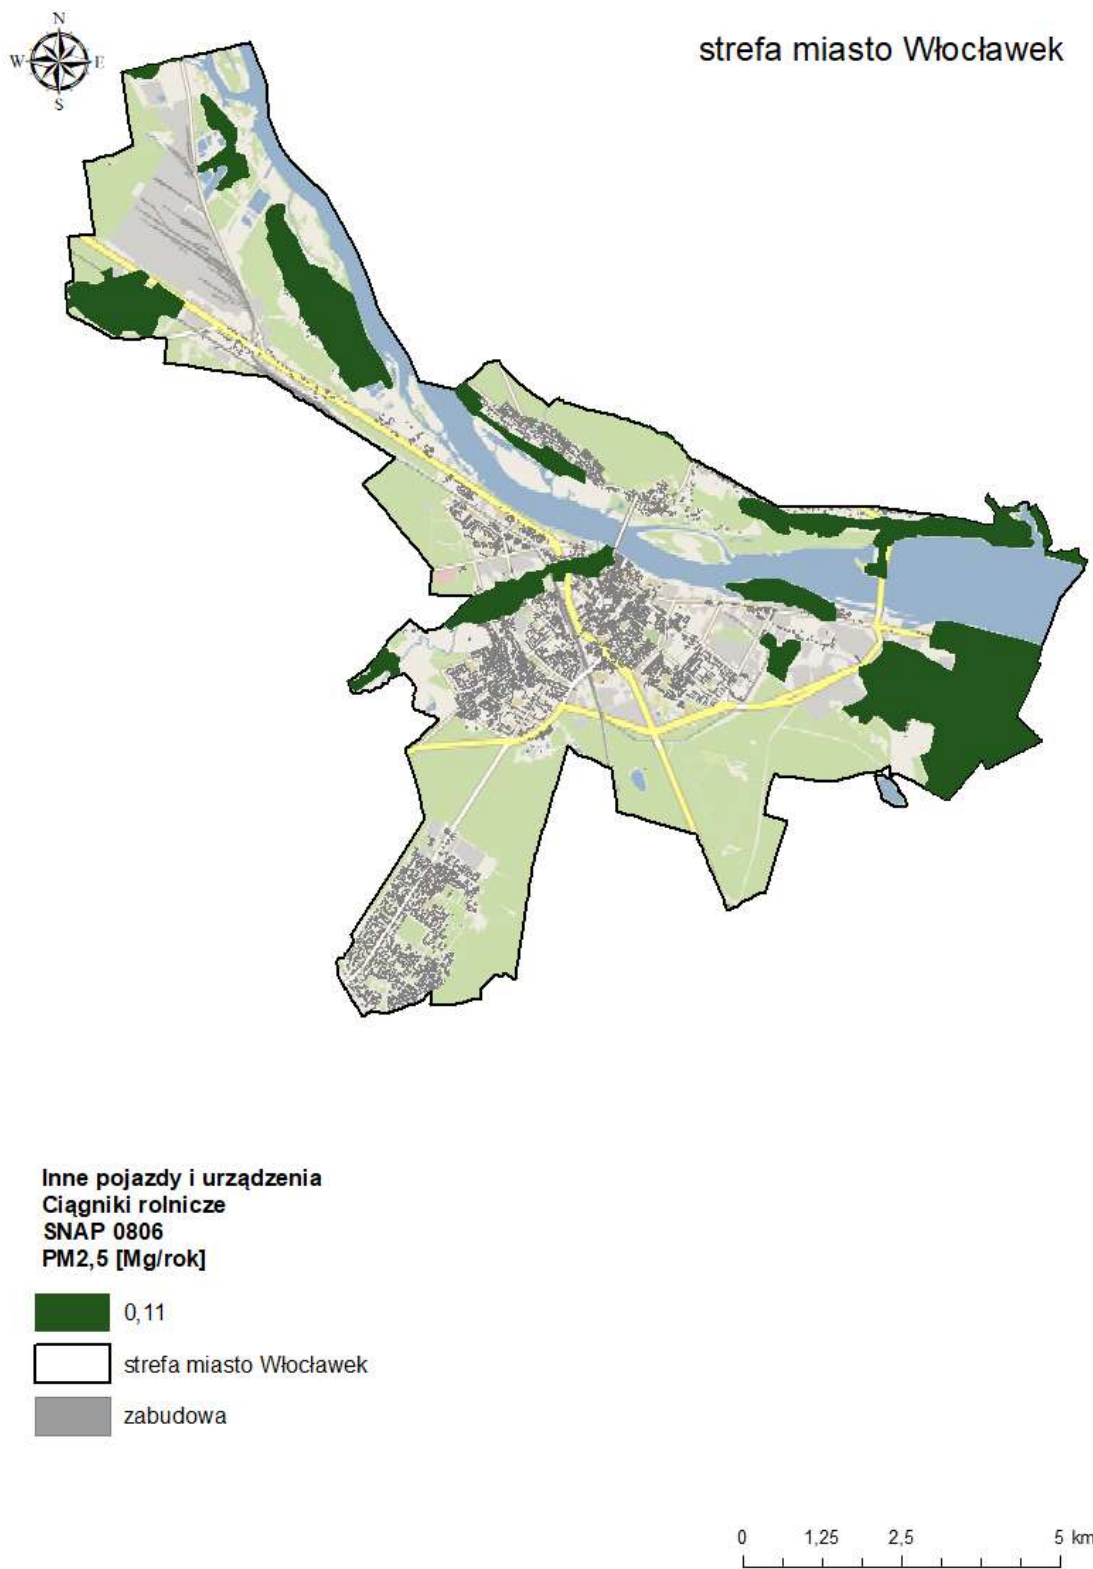 N
W E
S
strefa miasto Włocławek
Inne pojazdy i urządzenia
Ciągniki rolnicze
SNAP 0806
PM2,5 [Mg/rok]
0,11
strefa miasto Włocławek
zabudowa
0 1,25 2,5 5 km